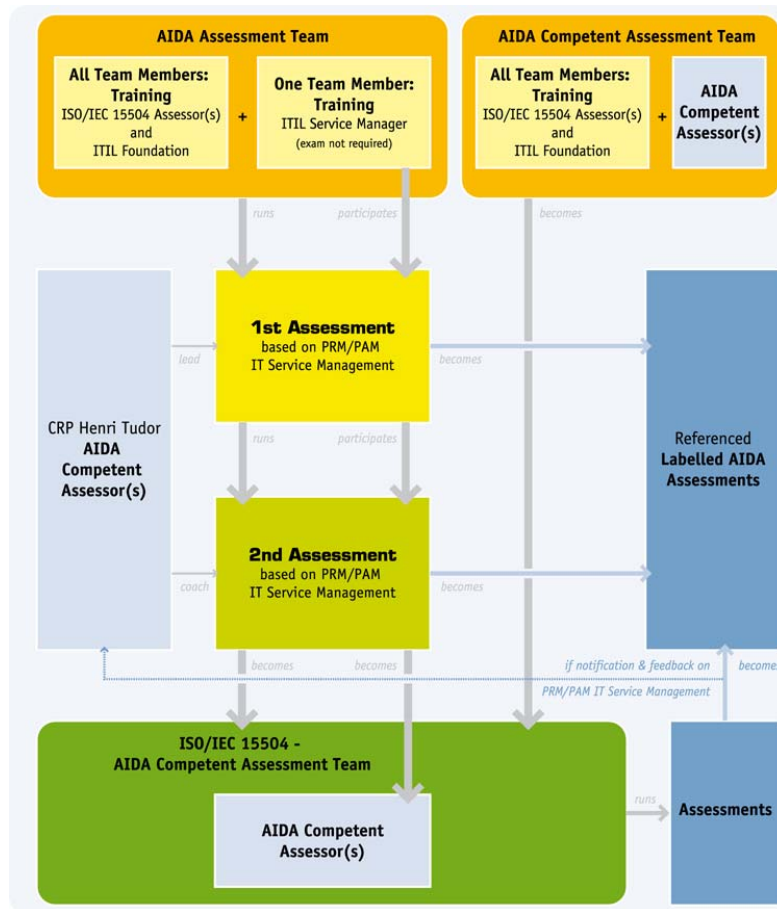 AIDA Assessment Team
All Team Members:
Training
ISO/IEC 15504 Assessor(s)
and
ITIL Foundation
+
One Team Member:
Training
ITIL Service Manager
(exam not required)
AIDA Competent Assessment Team
All Team Members:
Training
ISO/IEC 15504 Assessor(s)
and
ITIL Foundation
+
AIDA
Competent
Assessor(s)
runs
participates
becomes
CRP Henri Tudor
AIDA
Competent
Assessor(s)
lead
1st Assessment
based on PRM/PAM
IT Service Management
becomes
runs
participates
Referenced
Labelled AIDA
Assessments
coach
2nd Assessment
based on PRM/PAM
IT Service Management
becomes
becomes
becomes
if notification & feedback on
PRM/PAM IT Service Management
becomes
ISO/IEC 15504 -
AIDA Competent Assessment Team
AIDA Competent
Assessor(s)
runs
Assessments